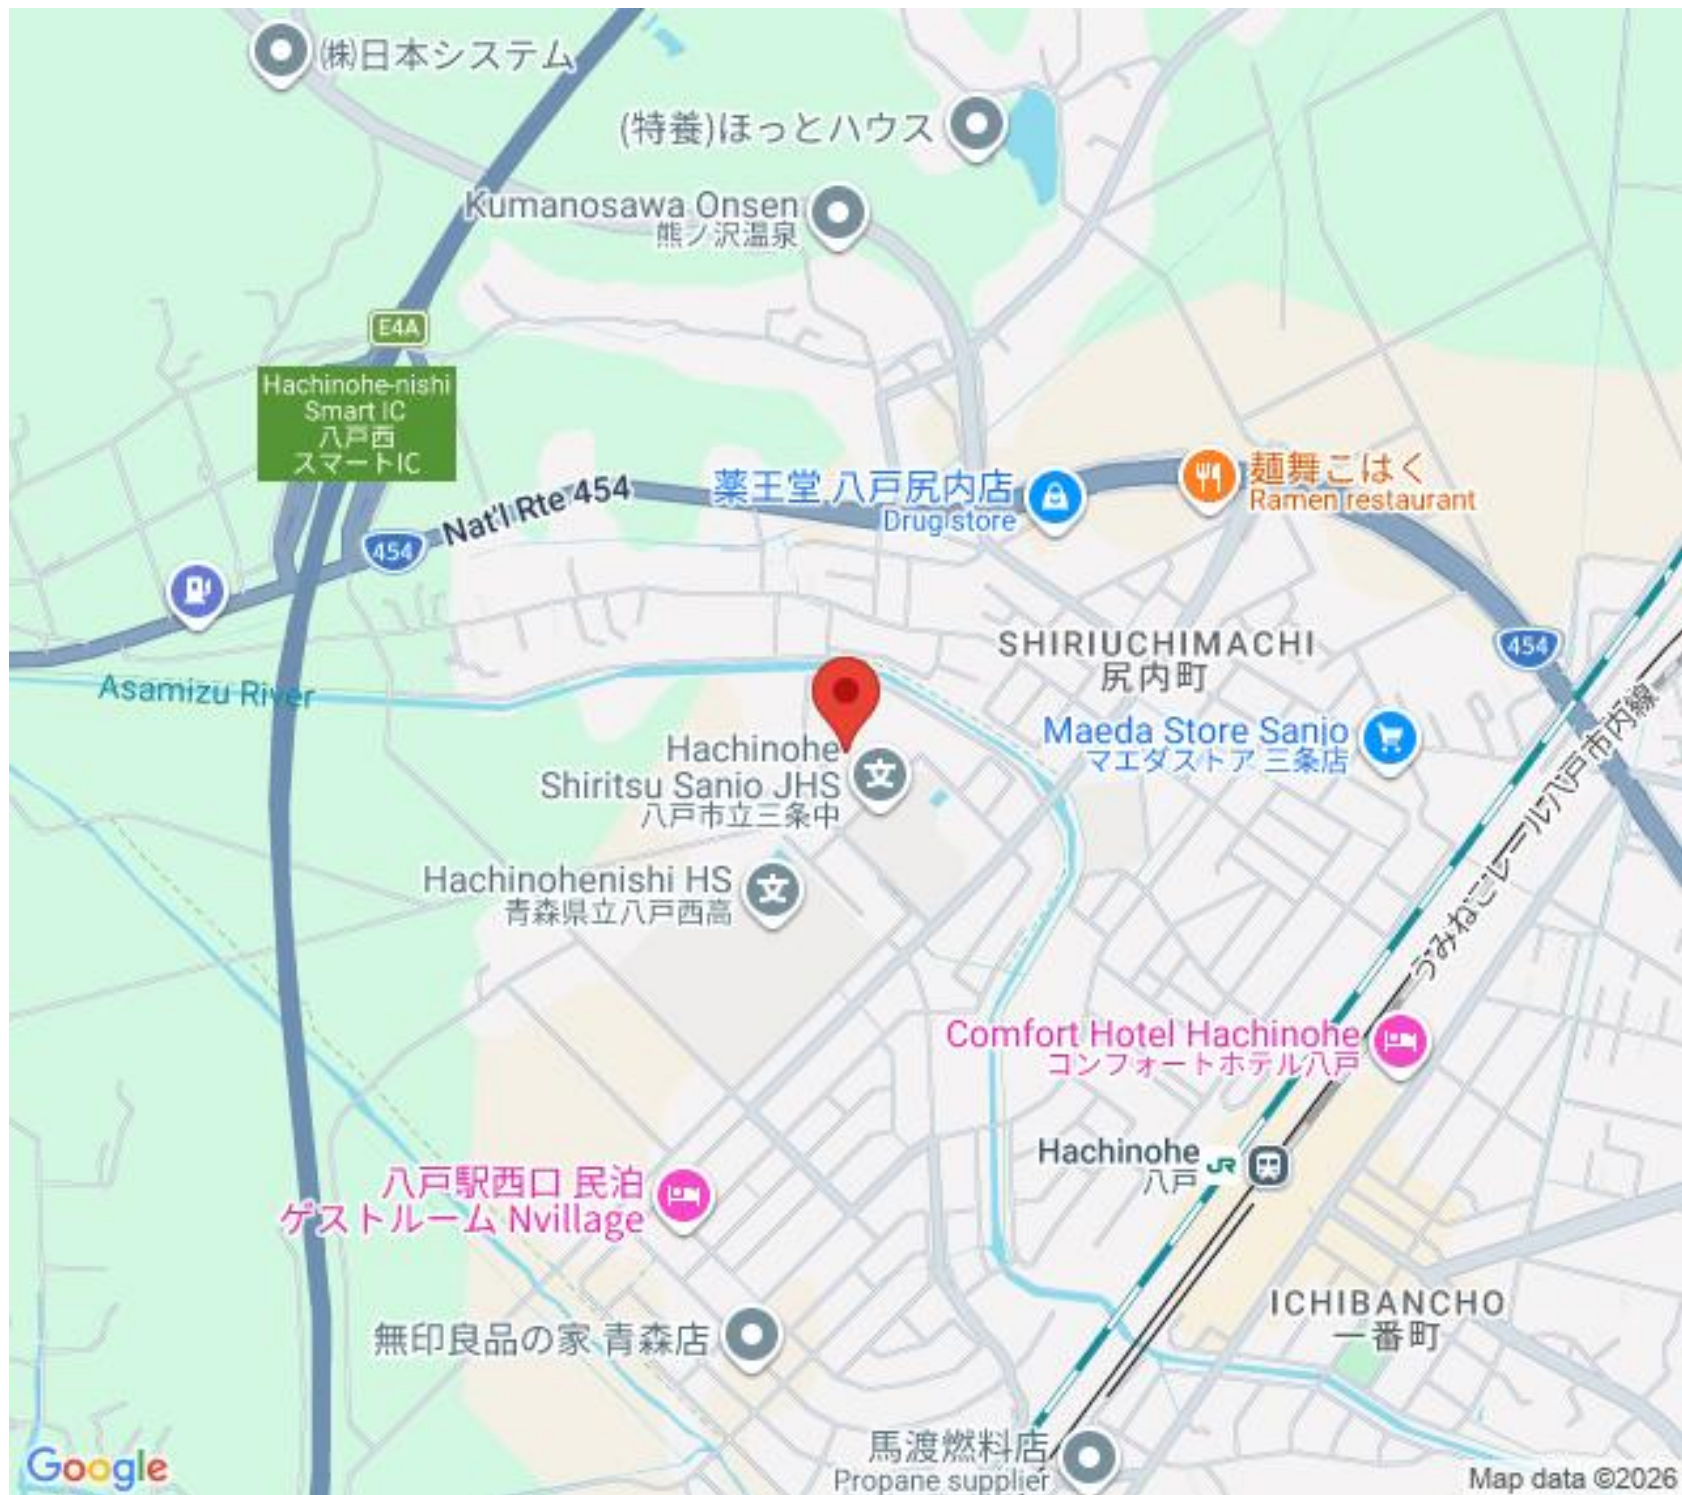 ㈱日本システム
(特養)ほっとハウス
Kumanosawa Onsen
熊ノ沢温泉
E4A
Hachinohe-nishi
Smart IC
八戸西
スマートIC
Nat'l Rte 454
454
薬王堂 八戸尻内店
Drug store
麺舞こはく
Ramen restaurant
SHIRIUCHIMACHI
尻内町
454
Asamizu River
Maeda Store Sanjo
マエダストア 三条店
Hachinohe
Shiritsu Sanjo JHS
八戸市立三条中
文
うみねこレール八戸市内線
Hachinohenishi HS
青森県立八戸西高
文
Comfort Hotel Hachinohe
コンフォートホテル八戸
Hachinohe
八戸
JR
八戸駅西口 民泊
ゲストルーム Nvillage
ICHIBANCHO
一番町
無印良品の家 青森店
馬渡燃料店
Propane supplier
Google
Map data ©2026